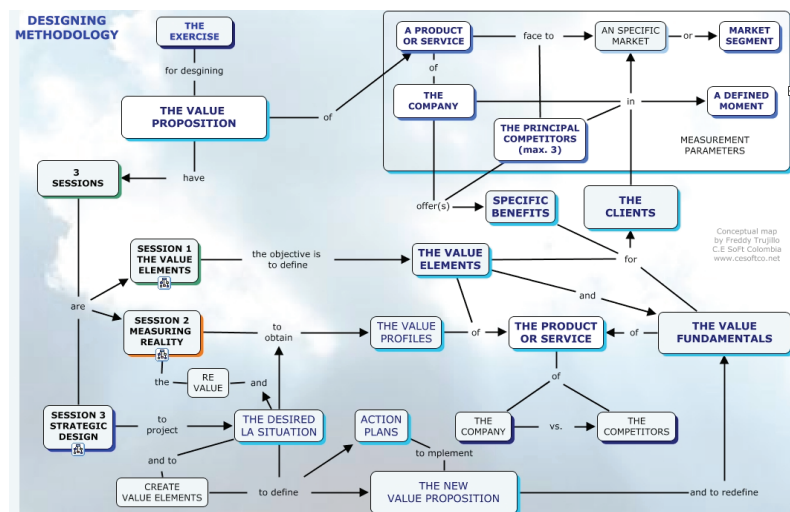 DESIGNING
METHODOLOGY
THE
EXERCISE
for desgining
THE VALUE
PROPOSITION
of
have
3
SESSIONS
are
A PRODUCT
OR SERVICE
face to
AN SPECIFIC
MARKET
or
MARKET
SEGMENT
of
THE
COMPANY
in
A DEFINED
MOMENT
THE PRINCIPAL
COMPETITORS
(max. 3)
MEASUREMENT
PARAMETERS
offer(s)
SPECIFIC
BENEFITS
THE
CLIENTS
Conceptual map
by Freddy Trujillo
C.E SoFt Colombia
www.cesoftco.net
SESSION 1
THE VALUE
ELEMENTS
the objective is
to define
THE VALUE
ELEMENTS
for
and
SESSION 2
MEASURING
REALITY
to
obtain
THE VALUE
PROFILES
of
THE PRODUCT
OR SERVICE
of
THE VALUE
FUNDAMENTALS
the
RE
VALUE
and
of
SESSION 3
STRATEGIC
DESIGN
to
project
THE DESIRED
LA SITUATION
ACTION
PLANS
THE
COMPANY
vs.
THE
COMPETITORS
and to
to mplement
CREATE
VALUE ELEMENTS
to define
THE NEW
VALUE PROPOSITION
and to redefine